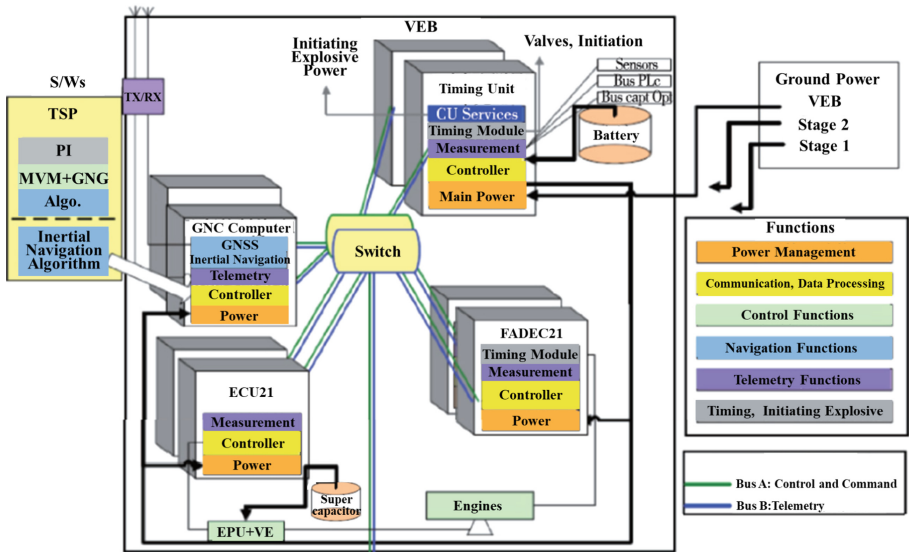 VEB
Initiating
Explosive
Power
Valves, Initiation
Sensors
Bus PLc
Bus capt Opl
Timing Unit
CU Services
Timing Module
Measurement
Controller
Main Power
Battery
Ground Power
VEB
Stage 2
Stage 1
S/Ws
TSP
PI
MVM+GNG
Algo.
Inertial
Navigation
Algorithm
TX/RX
GNC Computer
GNSS
Inertial Navigation
Telemetry
Controller
Power
Switch
FADEC21
Timing Module
Measurement
Controller
Power
ECU21
Measurement
Controller
Power
Super
capacitor
EPU+VE
Engines
Functions
Power Management
Communication, Data Processing
Control Functions
Navigation Functions
Telemetry Functions
Timing, Initiating Explosive
Bus A: Control and Command
Bus B:Telemetry